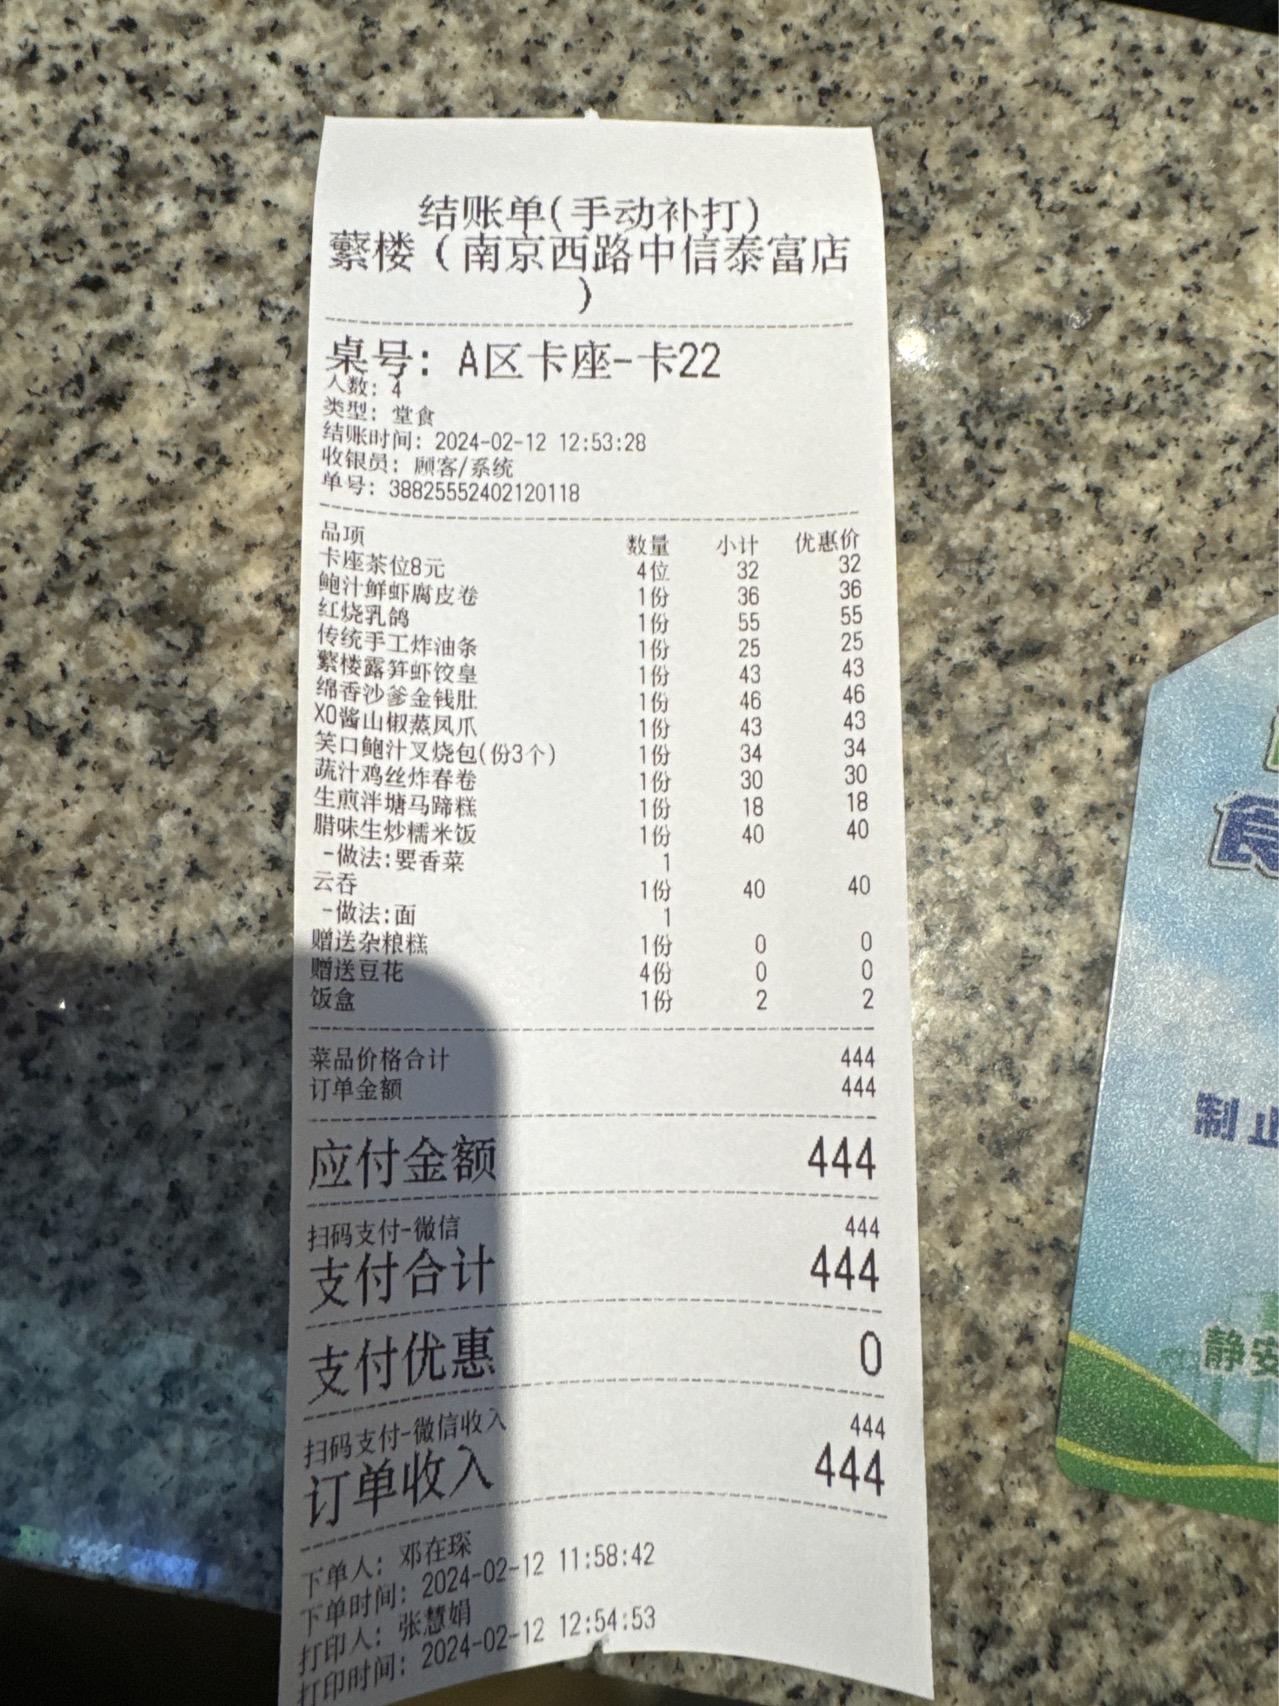 结账单(手动补打)
蘩楼（南京西路中信泰富店
）
桌号: A区卡座-卡22
人数: 4
类型: 堂食
结账时间: 2024-02-12 12:53:28
收银员: 顾客/系统
单号: 38825552402120118
品项 数量 小计 优惠价
卡座茶位8元 4位 32 32
鲍汁鲜虾腐皮卷 1份 36 36
红烧乳鸽 1份 55 55
传统手工炸油条 1份 25 25
蘩楼露笋虾饺皇 1份 43 43
绵香沙爹金钱肚 1份 46 46
XO酱山椒蒸凤爪 1份 43 43
笑口鲍汁叉烧包(份3个) 1份 34 34
蔬汁鸡丝炸春卷 1份 30 30
生煎泮塘马蹄糕 1份 18 18
腊味生炒糯米饭 1份 40 40
-做法:要香菜 1
云吞 1份 40 40
-做法:面 1
赠送杂粮糕 1份 0 0
赠送豆花 4份 0 0
饭盒 1份 2 2
菜品价格合计 444
订单金额 444
应付金额 444
扫码支付-微信 444
支付合计 444
支付优惠 0
扫码支付-微信收入 444
订单收入 444
下单人: 邓在琛
下单时间: 2024-02-12 11:58:42
打印人: 张慧娟
打印时间: 2024-02-12 12:54:53
制止
静安